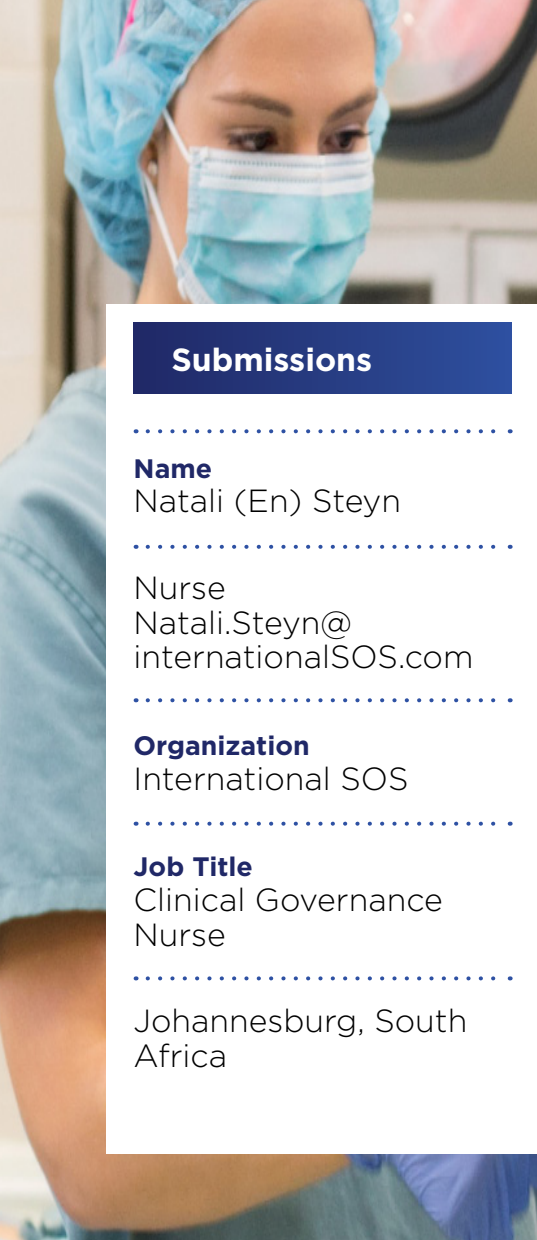 Submissions
Name
Natali (En) Steyn
Nurse
Natali.Steyn@
internationalSOS.com
Organization
International SOS
Job Title
Clinical Governance
Nurse
Johannesburg, South
Africa